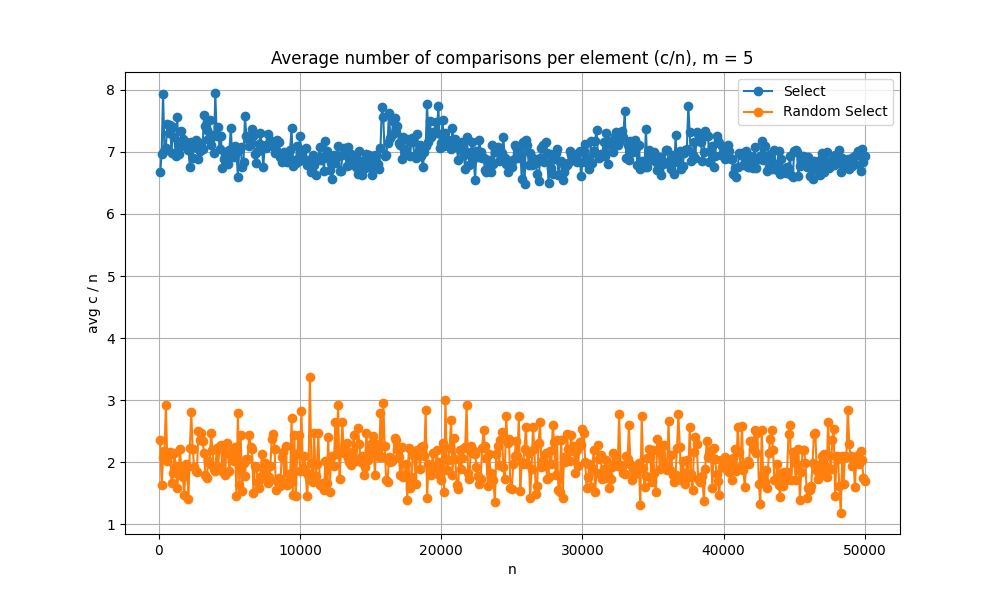 Average number of comparisons per element (c/n), m = 5
Select
Random Select
avg c / n
8
7
6
5
4
3
2
1
0
10000
20000
30000
40000
50000
n